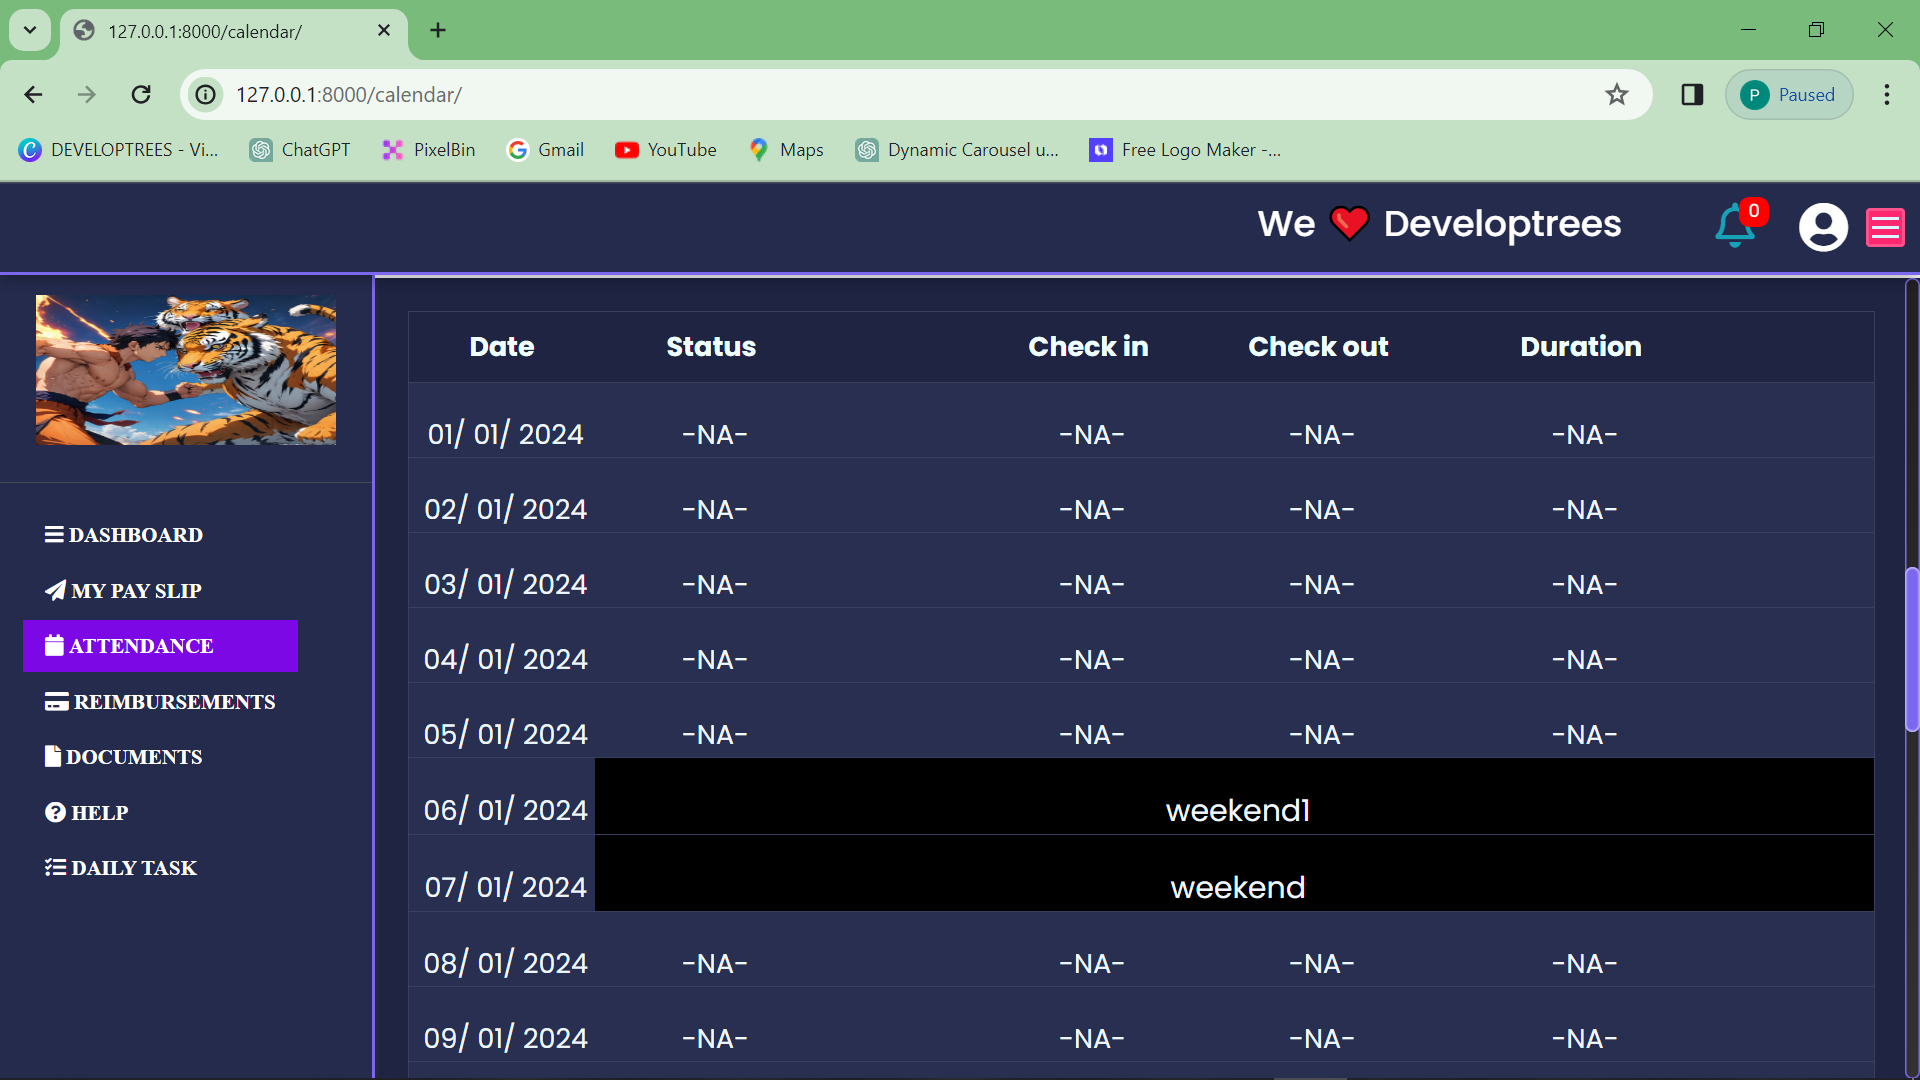 127.0.0.1:8000/calendar/
127.0.0.1:8000/calendar/
P Paused
DEVELOPTREES - Vi... ChatGPT PixelBin Gmail YouTube Maps Dynamic Carousel u... Free Logo Maker -...
We ❤ Developtrees 0
DASHBOARD
MY PAY SLIP
ATTENDANCE
REIMBURSEMENTS
DOCUMENTS
HELP
DAILY TASK
Date Status Check in Check out Duration
01/ 01/ 2024 -NA- -NA- -NA- -NA-
02/ 01/ 2024 -NA- -NA- -NA- -NA-
03/ 01/ 2024 -NA- -NA- -NA- -NA-
04/ 01/ 2024 -NA- -NA- -NA- -NA-
05/ 01/ 2024 -NA- -NA- -NA- -NA-
06/ 01/ 2024 weekend1
07/ 01/ 2024 weekend
08/ 01/ 2024 -NA- -NA- -NA- -NA-
09/ 01/ 2024 -NA- -NA- -NA- -NA-